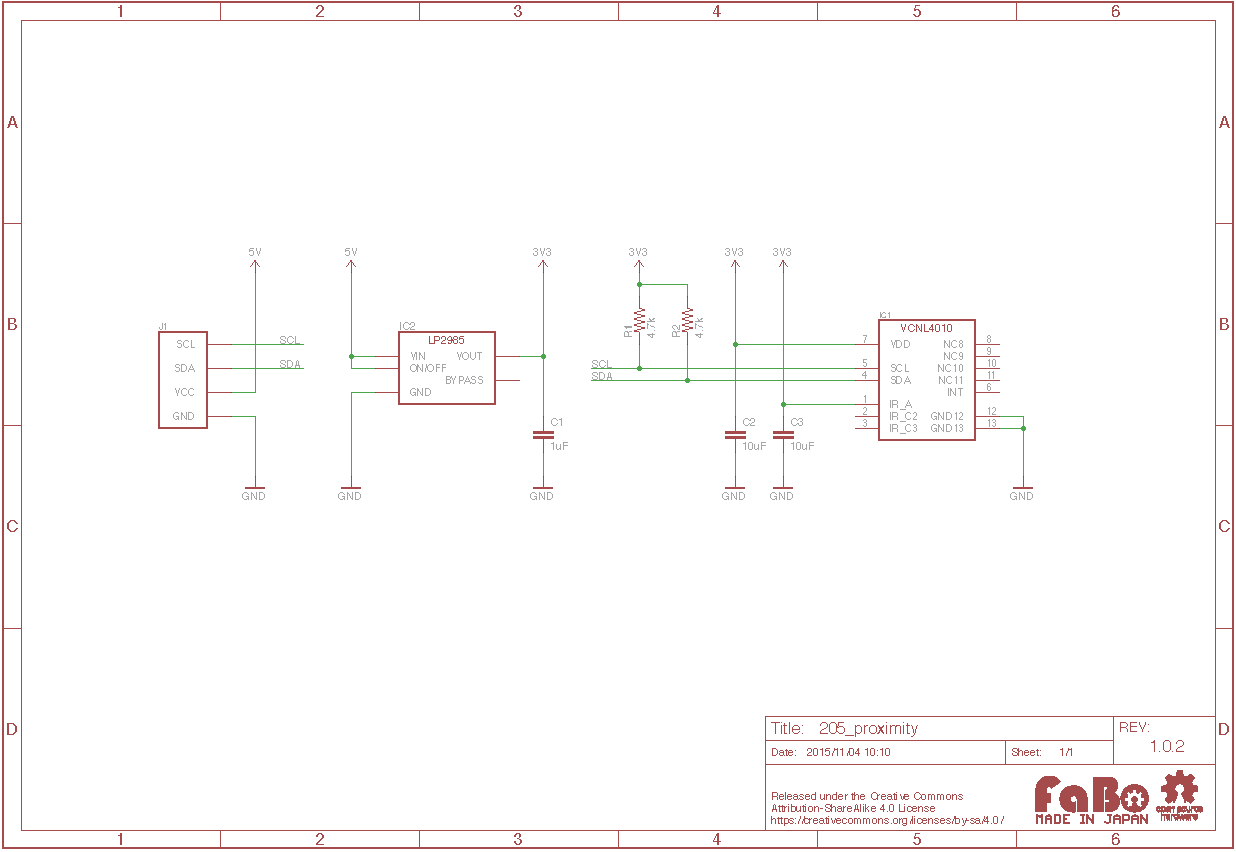 1 2 3 4 5 6
A A
B B
C C
D D
5V 5V 3V3 3V3 3V3 3V3
J1
SCL SCL
SDA SDA
VCC
GND
GND
IC2
LP2985
VIN VOUT
ON/OFF
BYPASS
GND
GND
C1
1uF
GND
R1 4.7k
R2 4.7k
SCL
SDA
C2
10uF
GND
C3
10uF
GND
IC1
VCNL4010
7 VDD NC8 8
NC9 9
5 SCL NC10 10
4 SDA NC11 11
INT 6
1 IR_A
2 IR_C2 GND12 12
3 IR_C3 GND13 13
GND
Title: 205_proximity
REV:
1.0.2
Date: 2015/11/04 10:10
Sheet: 1/1
Released under the Creative Commons
Attribution-ShareAlike 4.0 License
https://creativecommons.org/licenses/by-sa/4.0/
FaBo
MADE IN JAPAN
open source
hardware
1 2 3 4 5 6